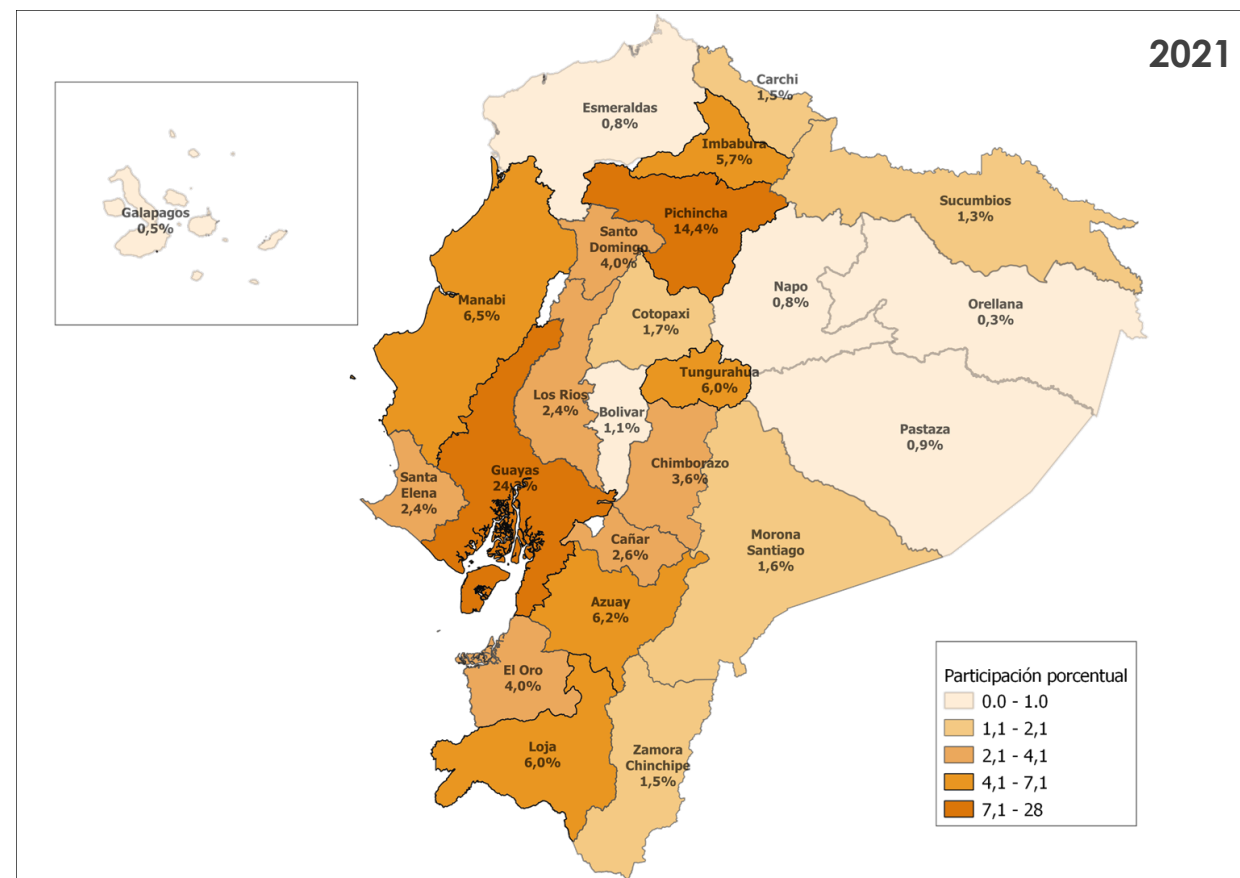 2021
Carchi
1,5%
Esmeraldas
0,8%
Imbabura
5,7%
Sucumbios
1,3%
Galapagos
0,5%
Pichincha
14,4%
Santo
Domingo
4,0%
Napo
0,8%
Orellana
0,3%
Manabi
6,5%
Cotopaxi
1,7%
Tungurahua
6,0%
Los Rios
2,4%
Bolivar
1,1%
Pastaza
0,9%
Chimborazo
3,6%
Guayas
Santa
Elena
2,4%
Cañar
2,6%
Morona
Santiago
1,6%
Azuay
6,2%
El Oro
4,0%
Loja
6,0%
Zamora
Chinchipe
1,5%
Participación porcentual
0.0 - 1.0
1,1 - 2,1
2,1 - 4,1
4,1 - 7,1
7,1 - 28